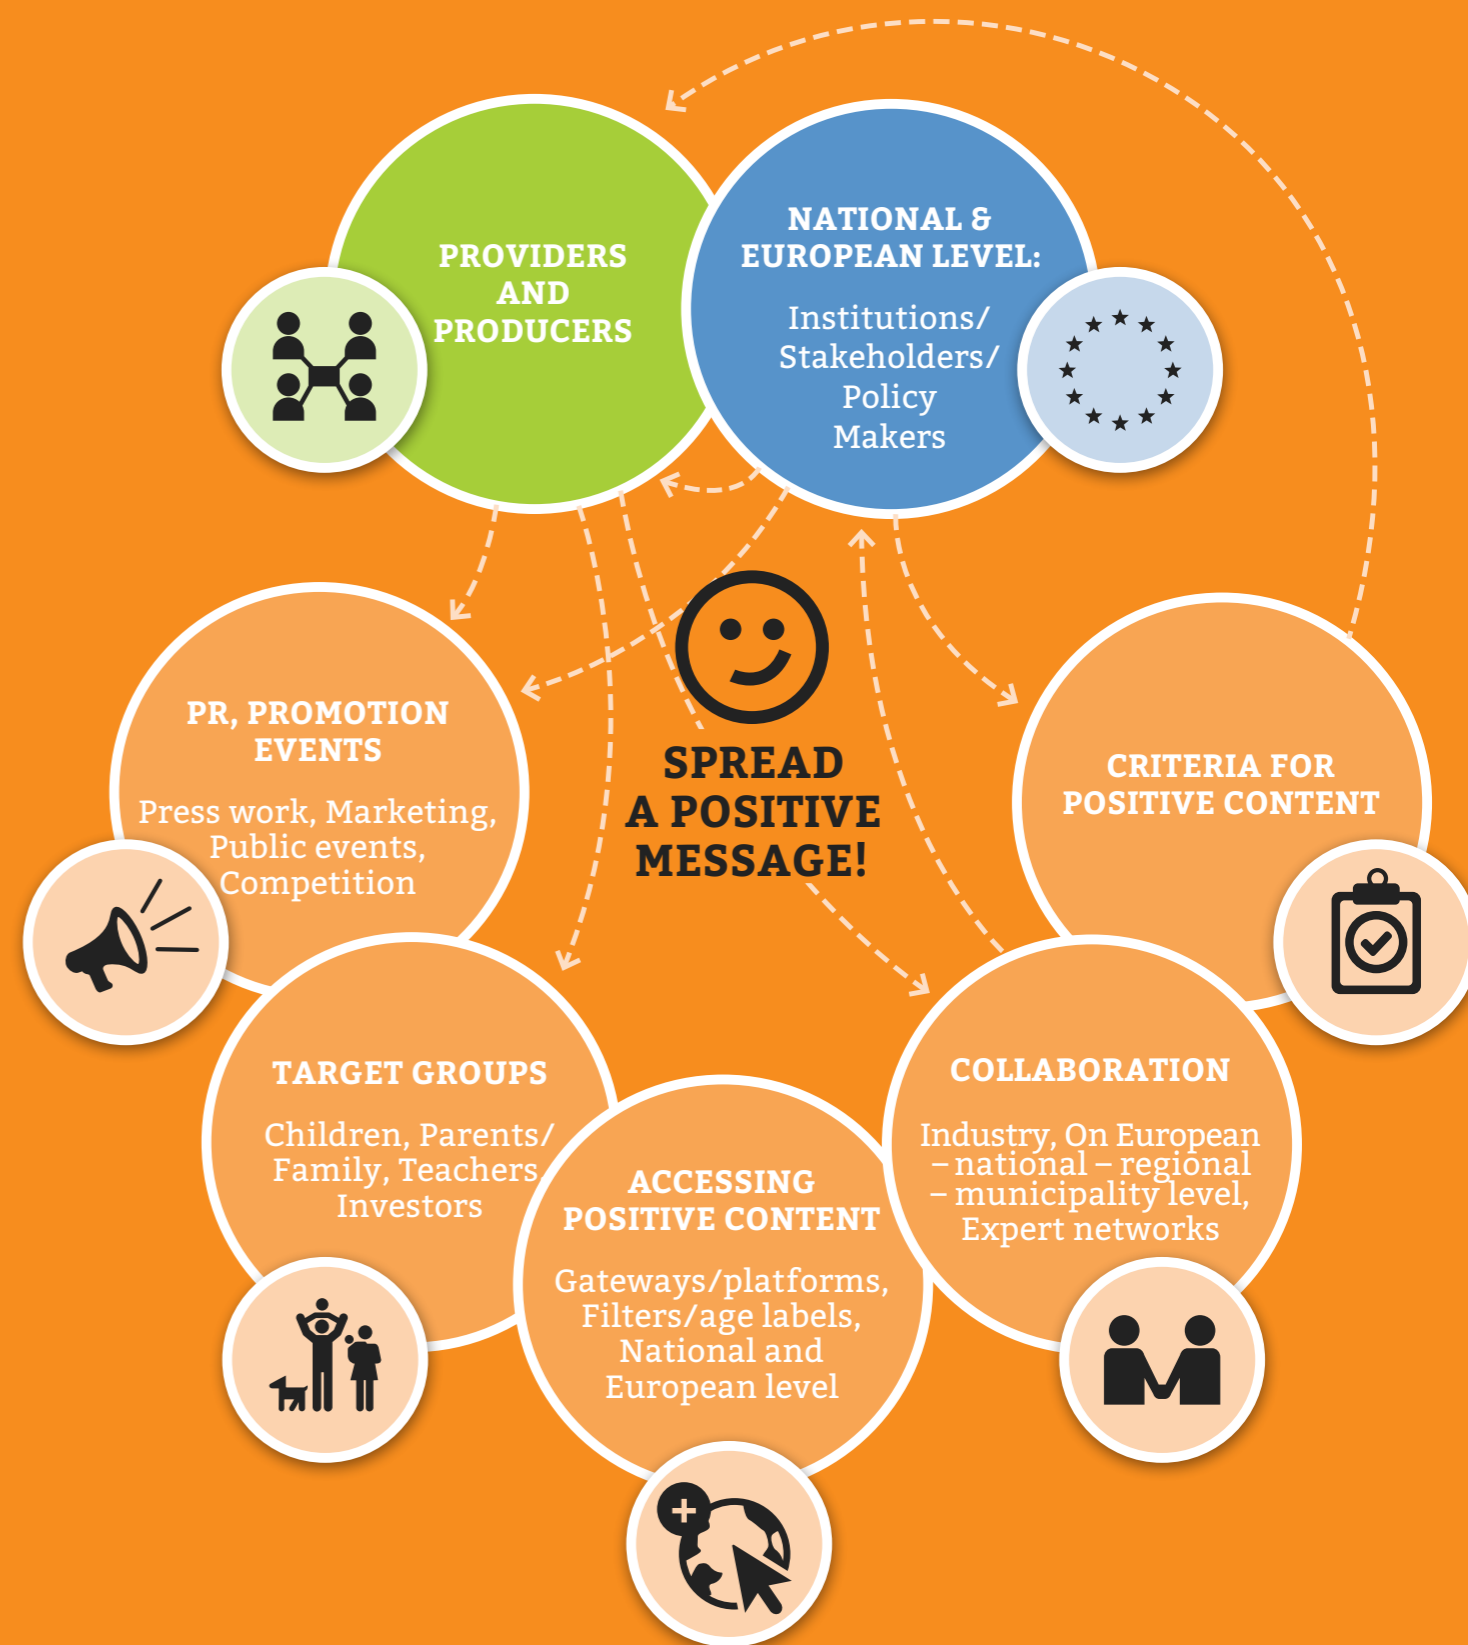 PROVIDERS
AND
PRODUCERS
NATIONAL &
EUROPEAN LEVEL:
Institutions/
Stakeholders/
Policy
Makers
PR, PROMOTION
EVENTS
Press work, Marketing,
Public events,
Competition
SPREAD
A POSITIVE
MESSAGE!
CRITERIA FOR
POSITIVE CONTENT
TARGET GROUPS
Children, Parents/
Family, Teachers,
Investors
ACCESSING
POSITIVE CONTENT
Gateways/platforms,
Filters/age labels,
National and
European level
COLLABORATION
Industry, On European
– national – regional
– municipality level,
Expert networks